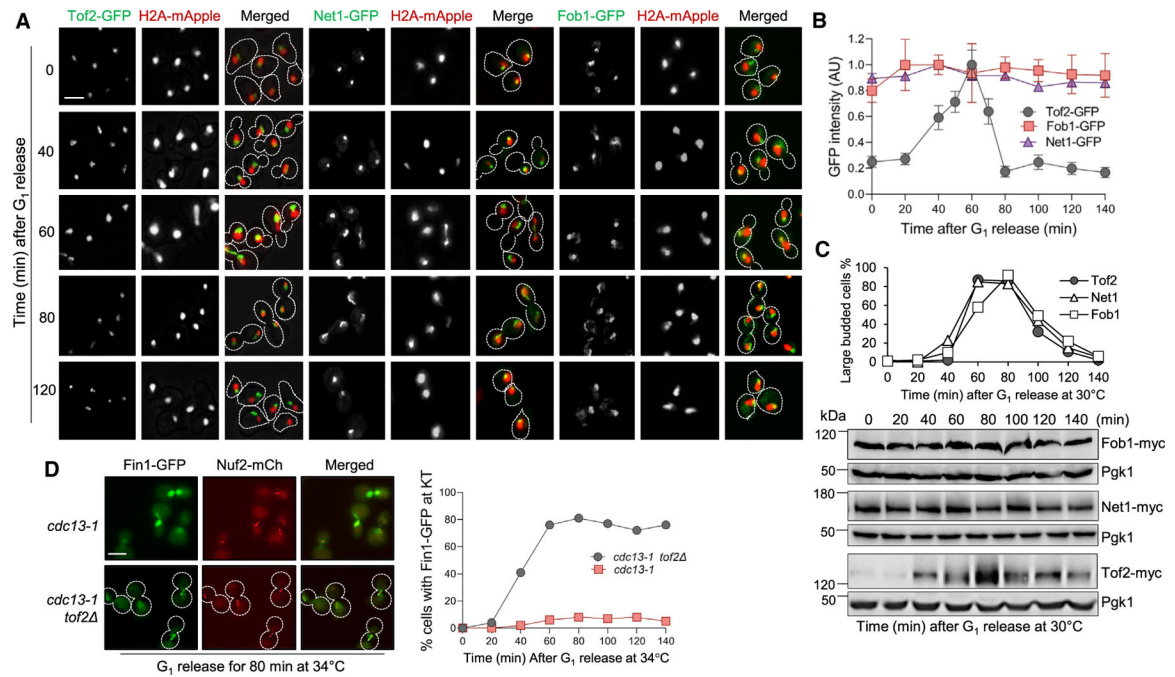 A
Tof2-GFP H2A-mApple Merged Net1-GFP H2A-mApple Merge Fob1-GFP H2A-mApple Merged
Time (min) after G1 release
0
40
60
80
120
B
GFP intensity (AU)
1.2
1.0
0.8
0.6
0.4
0.2
0.0
Tof2-GFP
Fob1-GFP
Net1-GFP
0 20 40 60 80 100 120 140
Time after G1 release (min)
C
Large budded cells %
100
80
60
40
20
0
Tof2
Net1
Fob1
0 20 40 60 80 100 120 140
Time (min) after G1 release at 30°C
kDa 0 20 40 60 80 100 120 140 (min)
120 Fob1-myc
50 Pgk1
180 Net1-myc
50 Pgk1
120 Tof2-myc
50 Pgk1
Time (min) after G1 release at 30°C
D
Fin1-GFP Nuf2-mCh Merged
cdc13-1
cdc13-1
tof2Δ
G1 release for 80 min at 34°C
% cells with Fin1-GFP at KT
100
80
60
40
20
0
cdc13-1 tof2Δ
cdc13-1
0 20 40 60 80 100 120 140
Time (min) After G1 release at 34°C